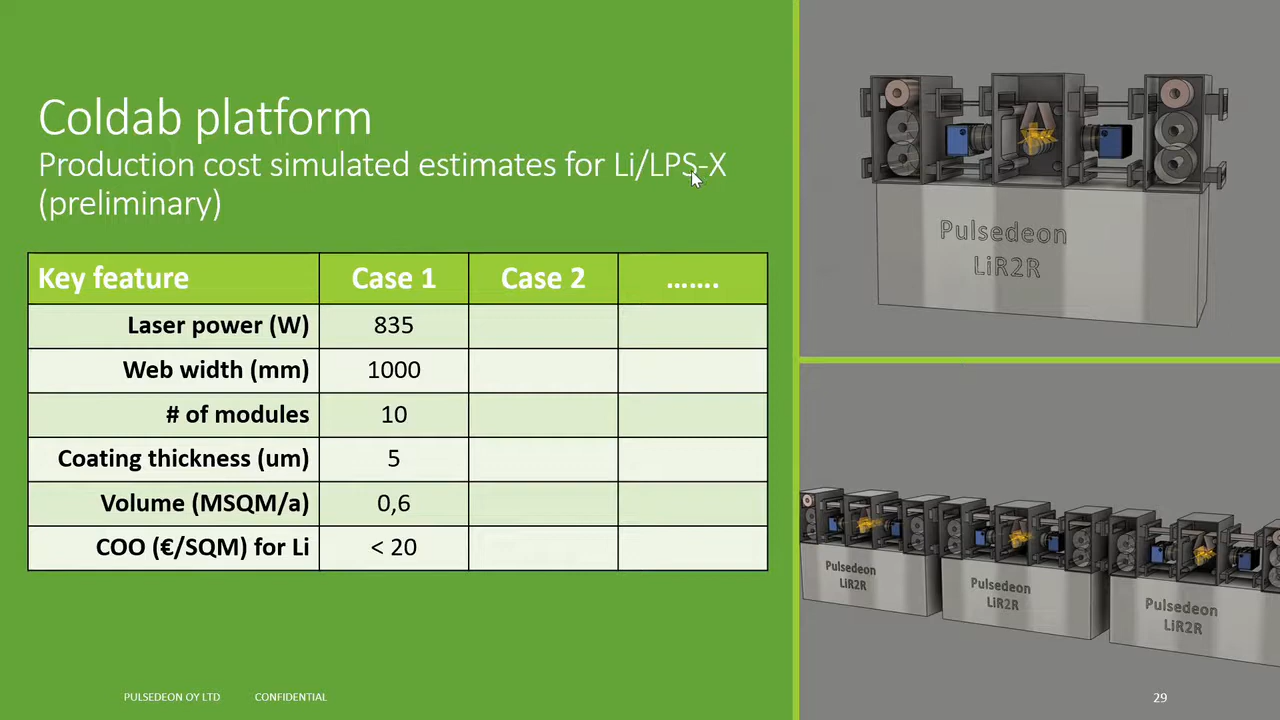 Coldab platform
Production cost simulated estimates for Li/LPS-X
(preliminary)
Key feature Case 1 Case 2 …….
Laser power (W) 835
Web width (mm) 1000
# of modules 10
Coating thickness (um) 5
Volume (MSQM/a) 0,6
COO (€/SQM) for Li < 20
Pulsedeon
LiR2R
Pulsedeon
LiR2R
Pulsedeon
LiR2R
Pulsedeon
LiR2R
PULSEDEON OY LTD CONFIDENTIAL
29